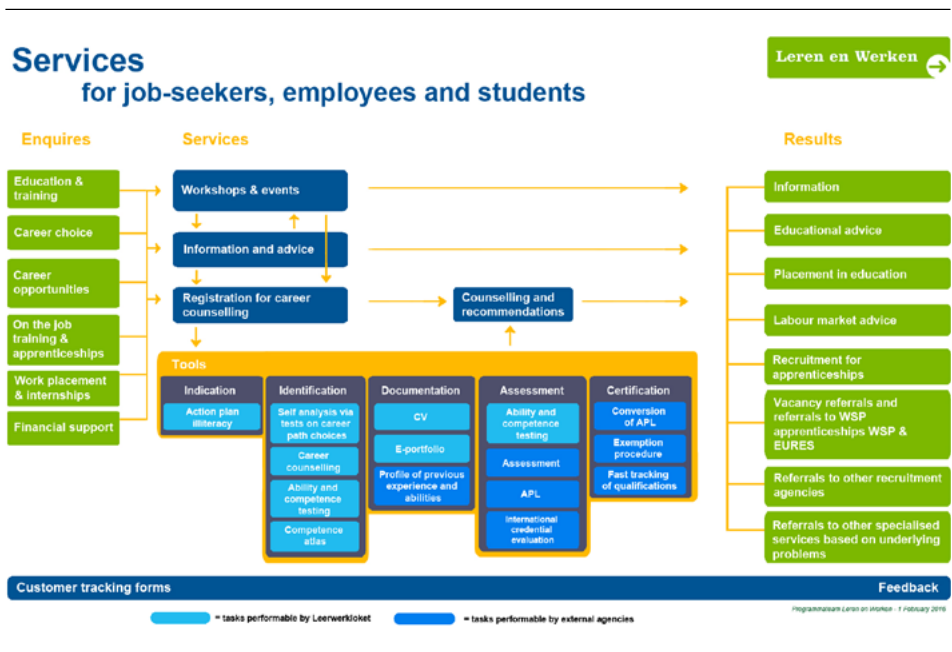 Services
for job-seekers, employees and students
Leren en Werken
Enquires
Services
Results
Education &
training
Career choice
Career
opportunities
On the job
training &
apprenticeships
Work placement
& internships
Financial support
Workshops & events
Information and advice
Registration for career
counselling
Counselling and
recommendations
Tools
Indication
Action plan
illiteracy
Identification
Self analysis via
tests on career
path choices
Career
counselling
Ability and
competence
testing
Competence
atlas
Documentation
CV
E-portfolio
Profile of previous
experience and
abilities
Assessment
Ability and
competence
testing
Assessment
APL
International
credential
evaluation
Certification
Conversion
of APL
Exemption
procedure
Fast tracking
of qualifications
Information
Educational advice
Placement in education
Labour market advice
Recruitment for
apprenticeships
Vacancy referrals and
referrals to WSP
apprenticeships WSP &
EURES
Referrals to other recruitment
agencies
Referrals to other specialised
services based on underlying
problems
Customer tracking forms
Feedback
= tasks performable by Leerwerkloket
= tasks performable by external agencies
Programmateam Leren en Werken - 1 February 2016